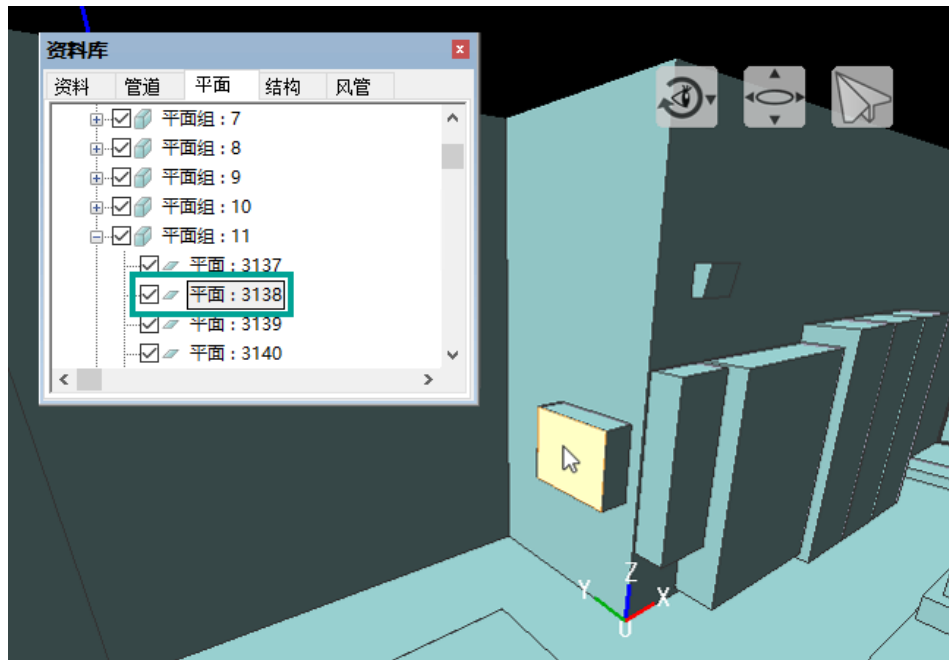 资料库
资料 管道 平面 结构 风管
平面组 : 7
平面组 : 8
平面组 : 9
平面组 : 10
平面组 : 11
平面 : 3137
平面 : 3138
平面 : 3139
平面 : 3140
Z
Y X
U